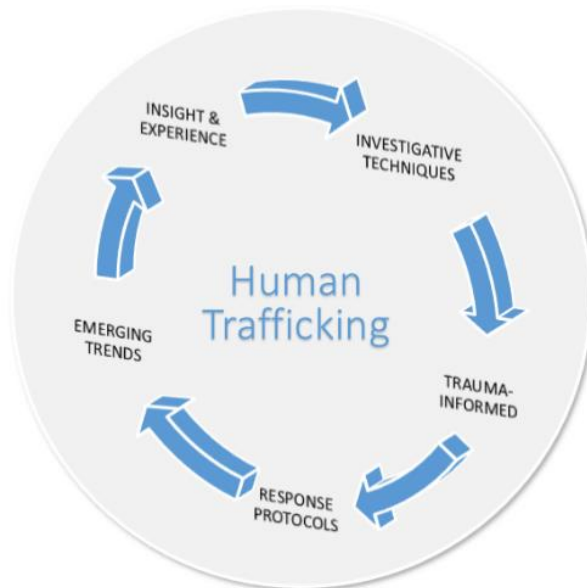 INSIGHT &
EXPERIENCE
INVESTIGATIVE
TECHNIQUES
Human
Trafficking
EMERGING
TRENDS
TRAUMA-
INFORMED
RESPONSE
PROTOCOLS